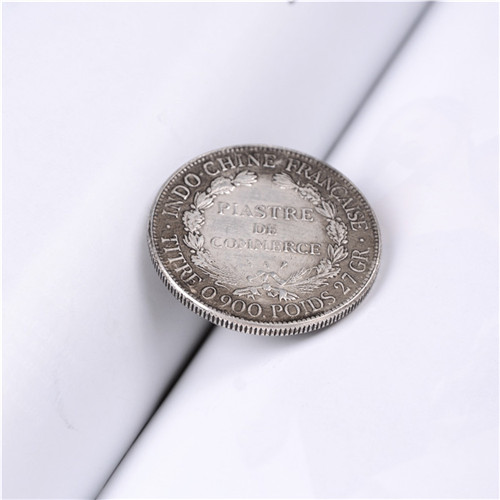 INDO-CHINE FRANÇAISE
PIASTRE
DE
COMMERCE
A
TITRE 0.900 POIDS 27 GR.